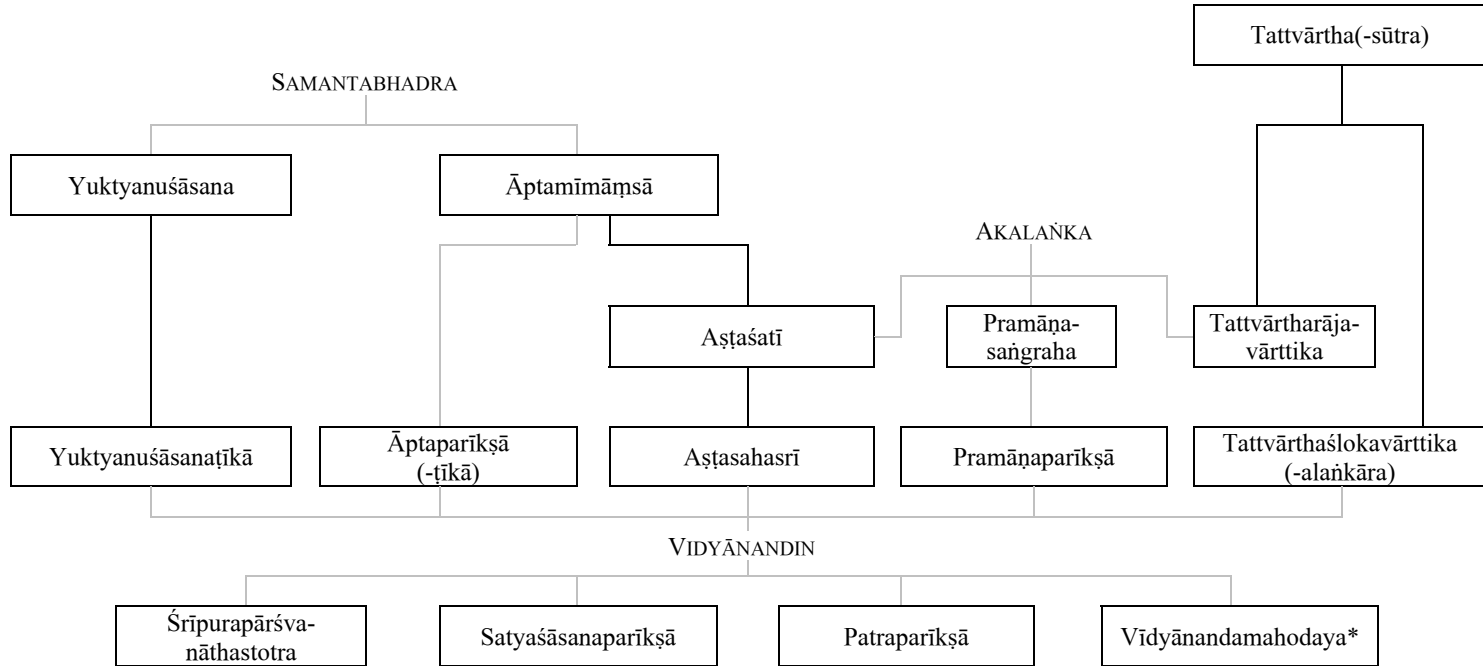 Tattvārtha(-sūtra)
SAMANTABHADRA
Yuktyanuśāsana
Āptamīmāṃsā
AKALAṄKA
Aṣṭaśatī
Pramāṇa-
saṅgraha
Tattvārtharāja-
vārttika
Yuktyanuśāsanaṭīkā
Āptaparīkṣā
(-ṭīkā)
Aṣṭasahasrī
Pramāṇaparīkṣā
Tattvārthaślokavārttika
(-alaṅkāra)
VIDYĀNANDIN
Śrīpurapārśva-
nāthastotra
Satyaśāsanaparīkṣā
Patraparīkṣā
Vīdyānandamahodaya*